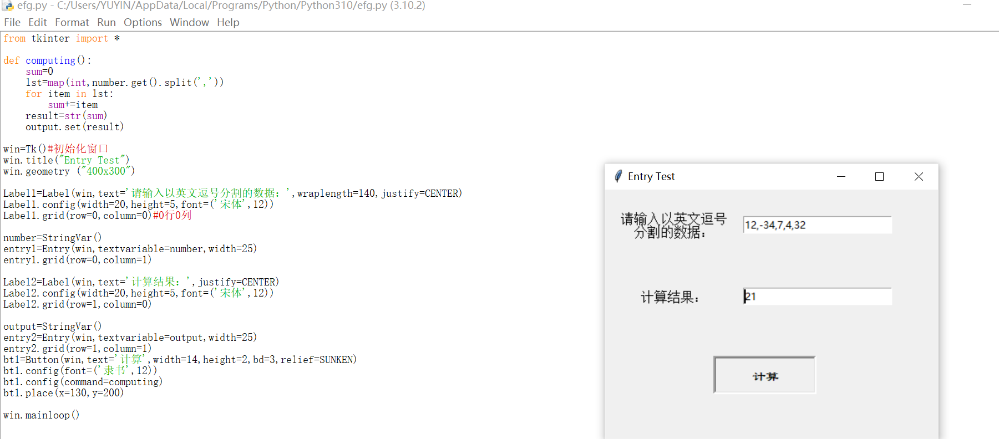 efg.py - C:/Users/YUYIN/AppData/Local/Programs/Python/Python310/efg.py (3.10.2)
File Edit Format Run Options Window Help
from tkinter import *
def computing():
    sum=0
    lst=map(int,number.get().split(','))
    for item in lst:
        sum+=item
    result=str(sum)
    output.set(result)
win=Tk()#初始化窗口
win.title("Entry Test")
win.geometry ("400x300")
Label1=Label(win,text='请输入以英文逗号分割的数据：',wraplength=140,justify=CENTER)
Label1.config(width=20,height=5,font=('宋体',12))
Label1.grid(row=0,column=0)#0行0列
number=StringVar()
entry1=Entry(win,textvariable=number,width=25)
entry1.grid(row=0,column=1)
Label2=Label(win,text='计算结果：',justify=CENTER)
Label2.config(width=20,height=5,font=('宋体',12))
Label2.grid(row=1,column=0)
output=StringVar()
entry2=Entry(win,textvariable=output,width=25)
entry2.grid(row=1,column=1)
bt1=Button(win,text='计算',width=14,height=2,bd=3,relief=SUNKEN)
bt1.config(font=('隶书',12))
bt1.config(command=computing)
bt1.place(x=130,y=200)
win.mainloop()
Entry Test
请输入以英文逗号
分割的数据：
12,-34,7,4,32
计算结果：
21
计算